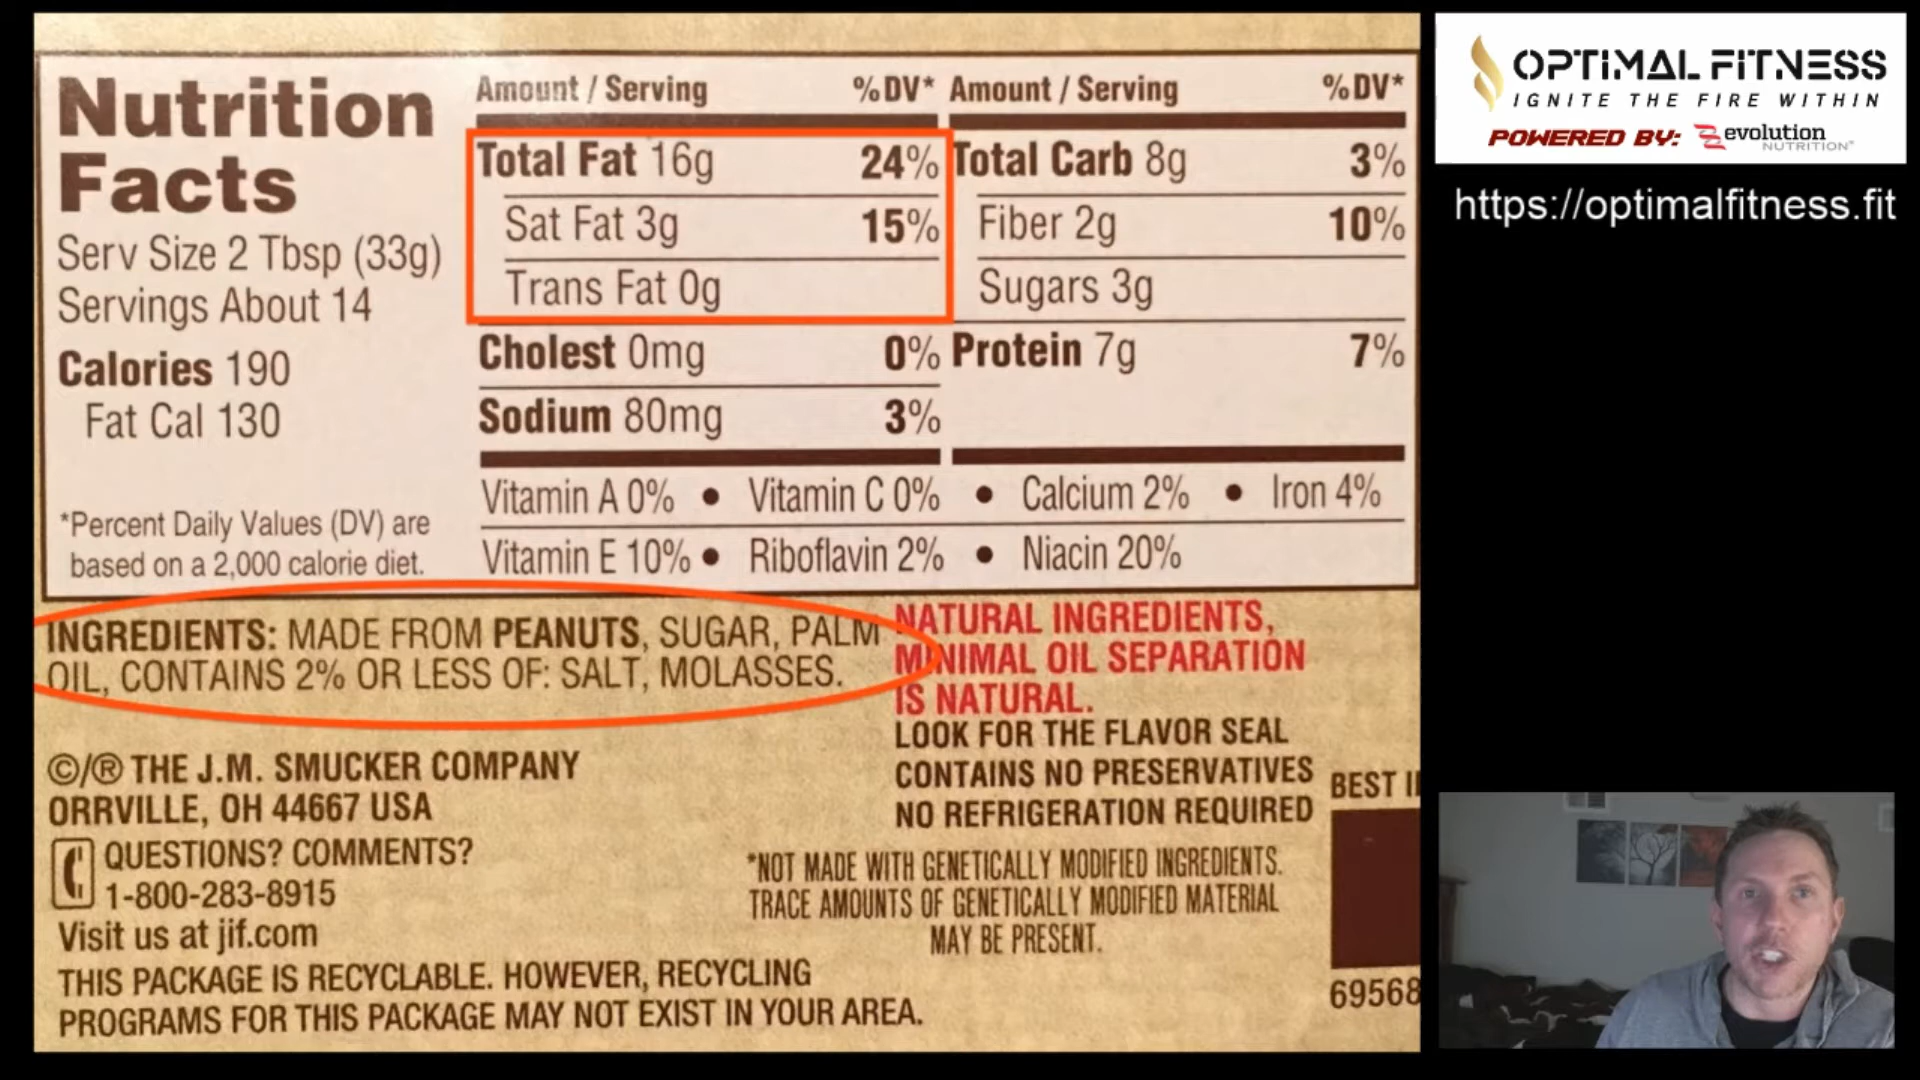 Nutrition
Facts
Serv Size 2 Tbsp (33g)
Servings About 14
Calories 190
Fat Cal 130
*Percent Daily Values (DV) are
based on a 2,000 calorie diet.
Amount / Serving %DV*
Total Fat 16g 24%
Sat Fat 3g 15%
Trans Fat 0g
Cholest 0mg 0%
Sodium 80mg 3%
Amount / Serving %DV*
Total Carb 8g 3%
Fiber 2g 10%
Sugars 3g
Protein 7g 7%
Vitamin A 0% • Vitamin C 0% • Calcium 2% • Iron 4%
Vitamin E 10% • Riboflavin 2% • Niacin 20%
INGREDIENTS: MADE FROM PEANUTS, SUGAR, PALM
OIL, CONTAINS 2% OR LESS OF: SALT, MOLASSES.
©/® THE J.M. SMUCKER COMPANY
ORRVILLE, OH 44667 USA
QUESTIONS? COMMENTS?
1-800-283-8915
Visit us at jif.com
THIS PACKAGE IS RECYCLABLE. HOWEVER, RECYCLING
PROGRAMS FOR THIS PACKAGE MAY NOT EXIST IN YOUR AREA.
NATURAL INGREDIENTS,
MINIMAL OIL SEPARATION
IS NATURAL.
LOOK FOR THE FLAVOR SEAL
CONTAINS NO PRESERVATIVES
NO REFRIGERATION REQUIRED
*NOT MADE WITH GENETICALLY MODIFIED INGREDIENTS.
TRACE AMOUNTS OF GENETICALLY MODIFIED MATERIAL
MAY BE PRESENT.
BEST I
69568
OPTIMAL FITNESS
IGNITE THE FIRE WITHIN
POWERED BY: evolution
NUTRITION
https://optimalfitness.fit